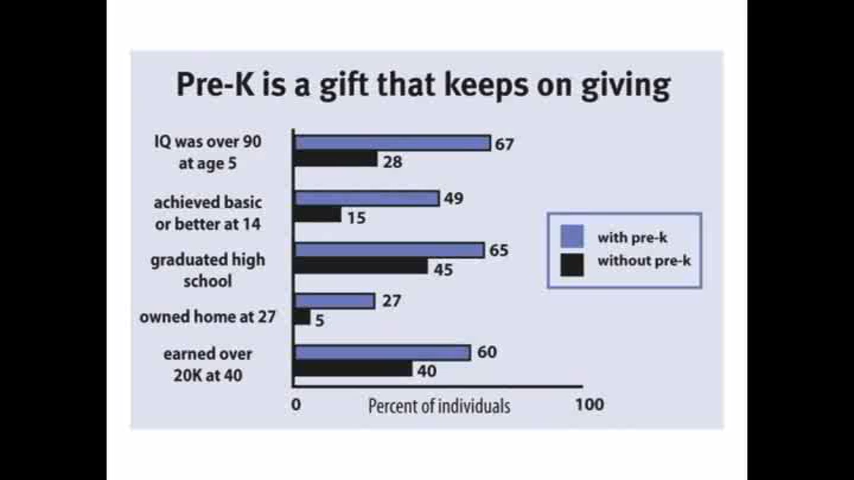 Pre-K is a gift that keeps on giving
IQ was over 90
at age 5
67
28
achieved basic
or better at 14
49
15
graduated high
school
65
45
owned home at 27
27
5
earned over
20K at 40
60
40
with pre-k
without pre-k
0
Percent of individuals
100